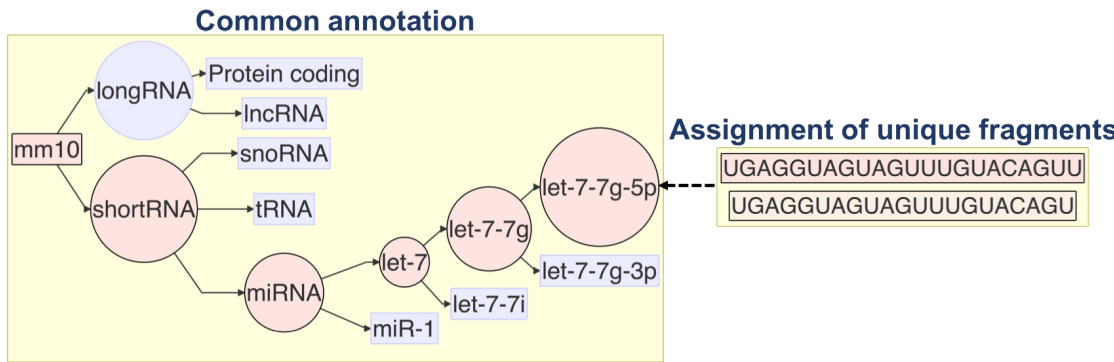 Common annotation
longRNA
Protein coding
lncRNA
mm10
snoRNA
shortRNA
tRNA
miRNA
let-7
miR-1
let-7-7g
let-7-7i
let-7-7g-5p
let-7-7g-3p
Assignment of unique fragments
UGAGGUAGUAGUUUGUACAGUU
UGAGGUAGUAGUUUGUACAGU